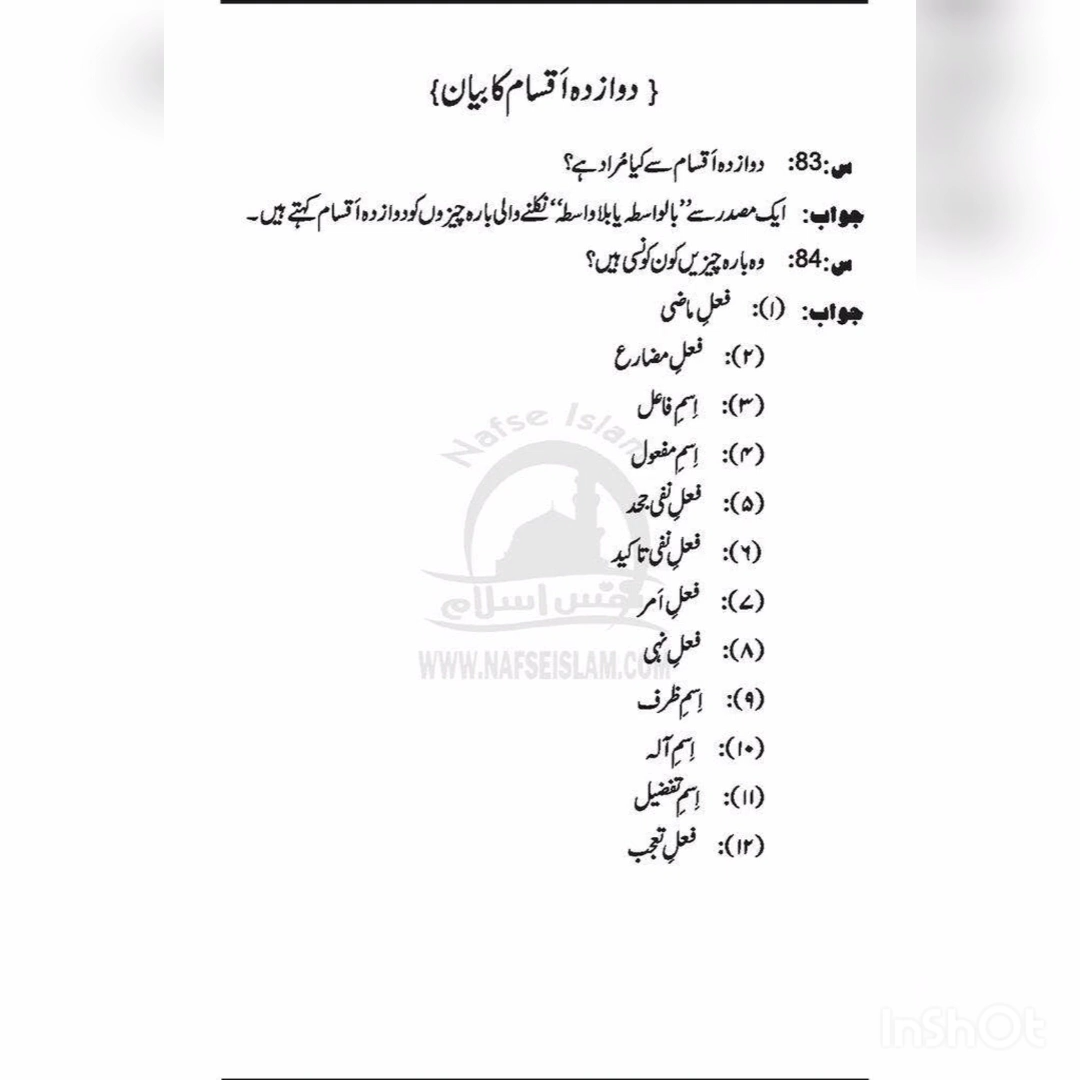 { دوازدہ اَقسام کا بیان}
س:83: دوازدہ اَقسام سے کیا مُراد ہے؟
جواب: ایک مصدر سے ”بالواسطہ یا بلاواسطہ“ نکلنے والی بارہ چیزوں کو دوازدہ اَقسام کہتے ہیں۔
س:84: وہ بارہ چیزیں کون کونسی ہیں؟
جواب: (۱): فعلِ ماضی
(۲): فعلِ مضارع
(۳): اِسمِ فاعل
(۴): اِسمِ مفعول
(۵): فعلِ نفی جحد
(۶): فعلِ نفی تاکید
(۷): فعلِ اَمر
(۸): فعلِ نہی
(۹): اِسمِ ظرف
(۱۰): اِسمِ آلہ
(۱۱): اِسمِ تفضیل
(۱۲): فعلِ تعجب
Nafse Islam
نفس اسلام
WWW.NAFSEISLAM.COM
InShOt